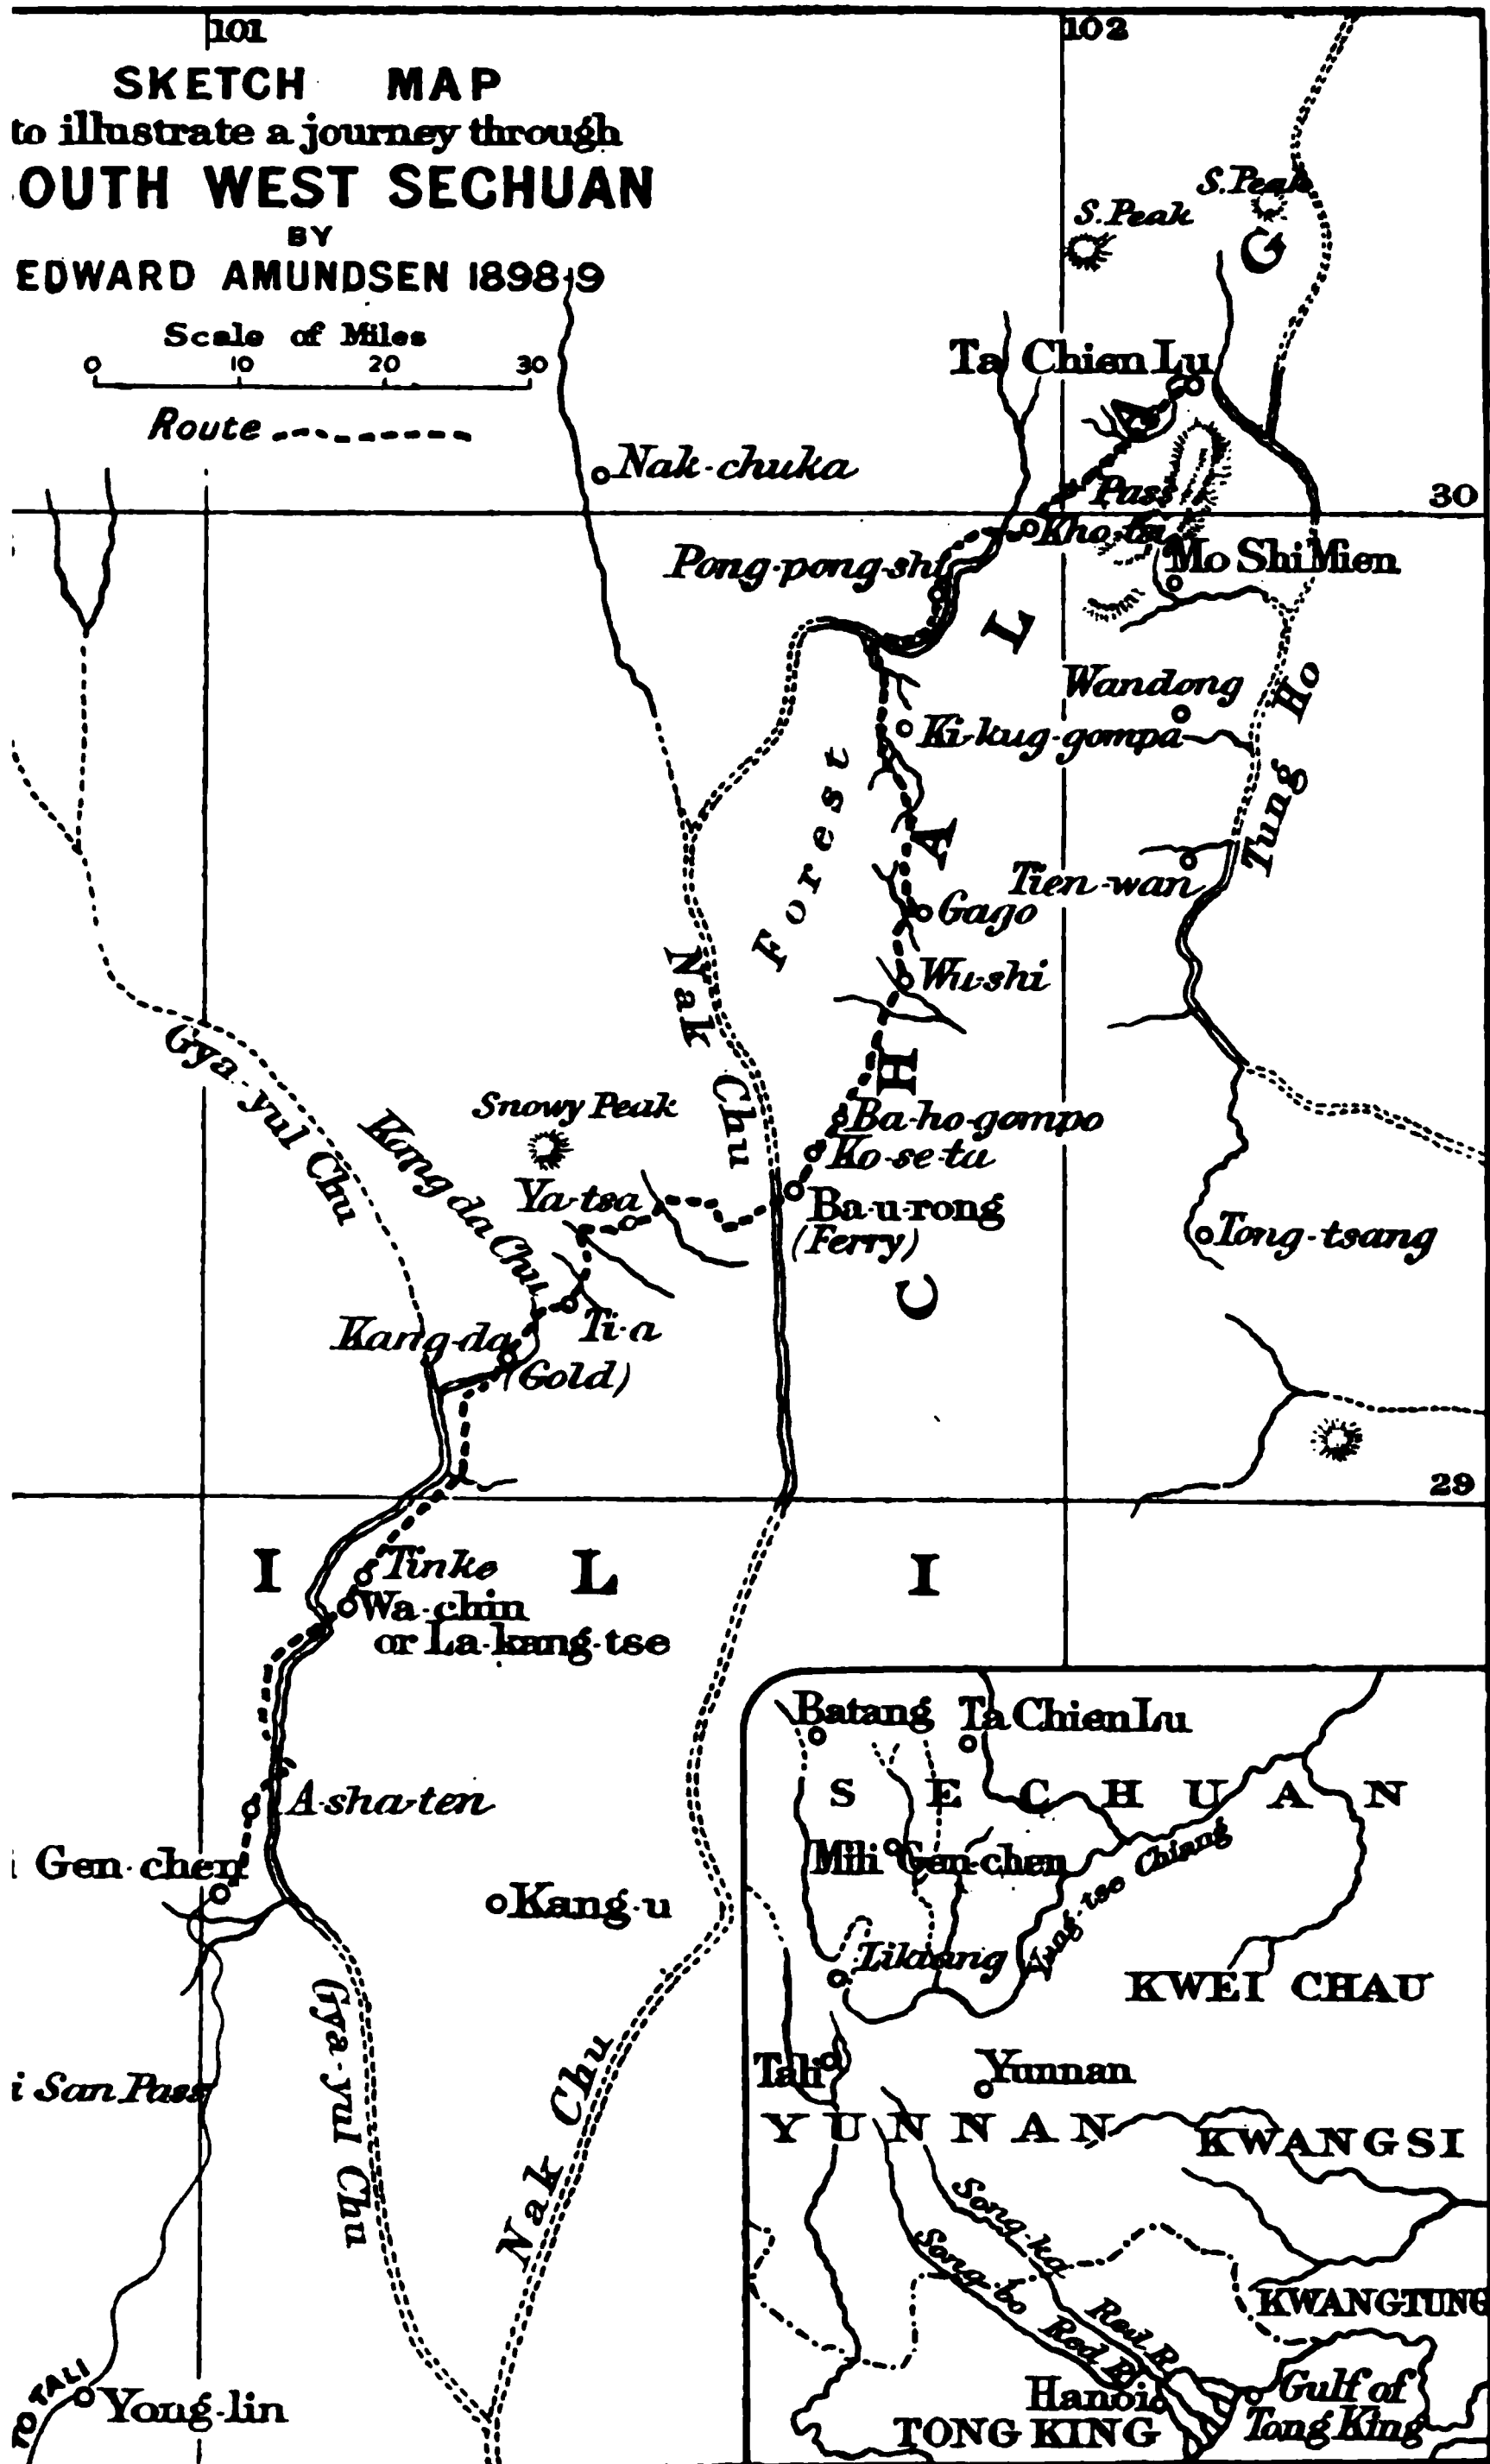 101
102
SKETCH MAP
to illustrate a journey through
OUTH WEST SECHUAN
BY
EDWARD AMUNDSEN 1898-9
Scale of Miles
0 10 20 30
Route
S. Peak
S. Peak
G
Ta Chien Lu
A
Nak-chuka
Pass
30
Kho-tu
Mo Shi Mien
Pong-pong-shi
L
Wandong
Ki-kug-gompa
Tung Ho
Forest
A
Tien-wan
Gago
Wu-shi
Nak Chu
Gya-yul Chu
H
Snowy Peak
Kong da Chu
Ba-ho-gompo
Ko-se-tu
Ya-tsa
Ba-u-rong
(Ferry)
Tong-tsang
C
Ti-a
Kang-da
(Gold)
29
I L I
Tinke
Wa-chin
or La-kang-tse
A-sha-ten
Gen-chen
Kang-u
i San Pass
Gya-yul Chu
Nak Chu
TO TALI
Yong-lin
Batang
Ta Chien Lu
S E C H U A N
Mili Gen-chen
Yang-tse Chiang
Likiang
KWEI CHAU
Tali
Yunnan
Y U N N A N
KWANGSI
Song-ka
Song-bo
Red R.
Red R.
KWANGTUNG
Hanoi
Gulf of
Tong King
TONG KING